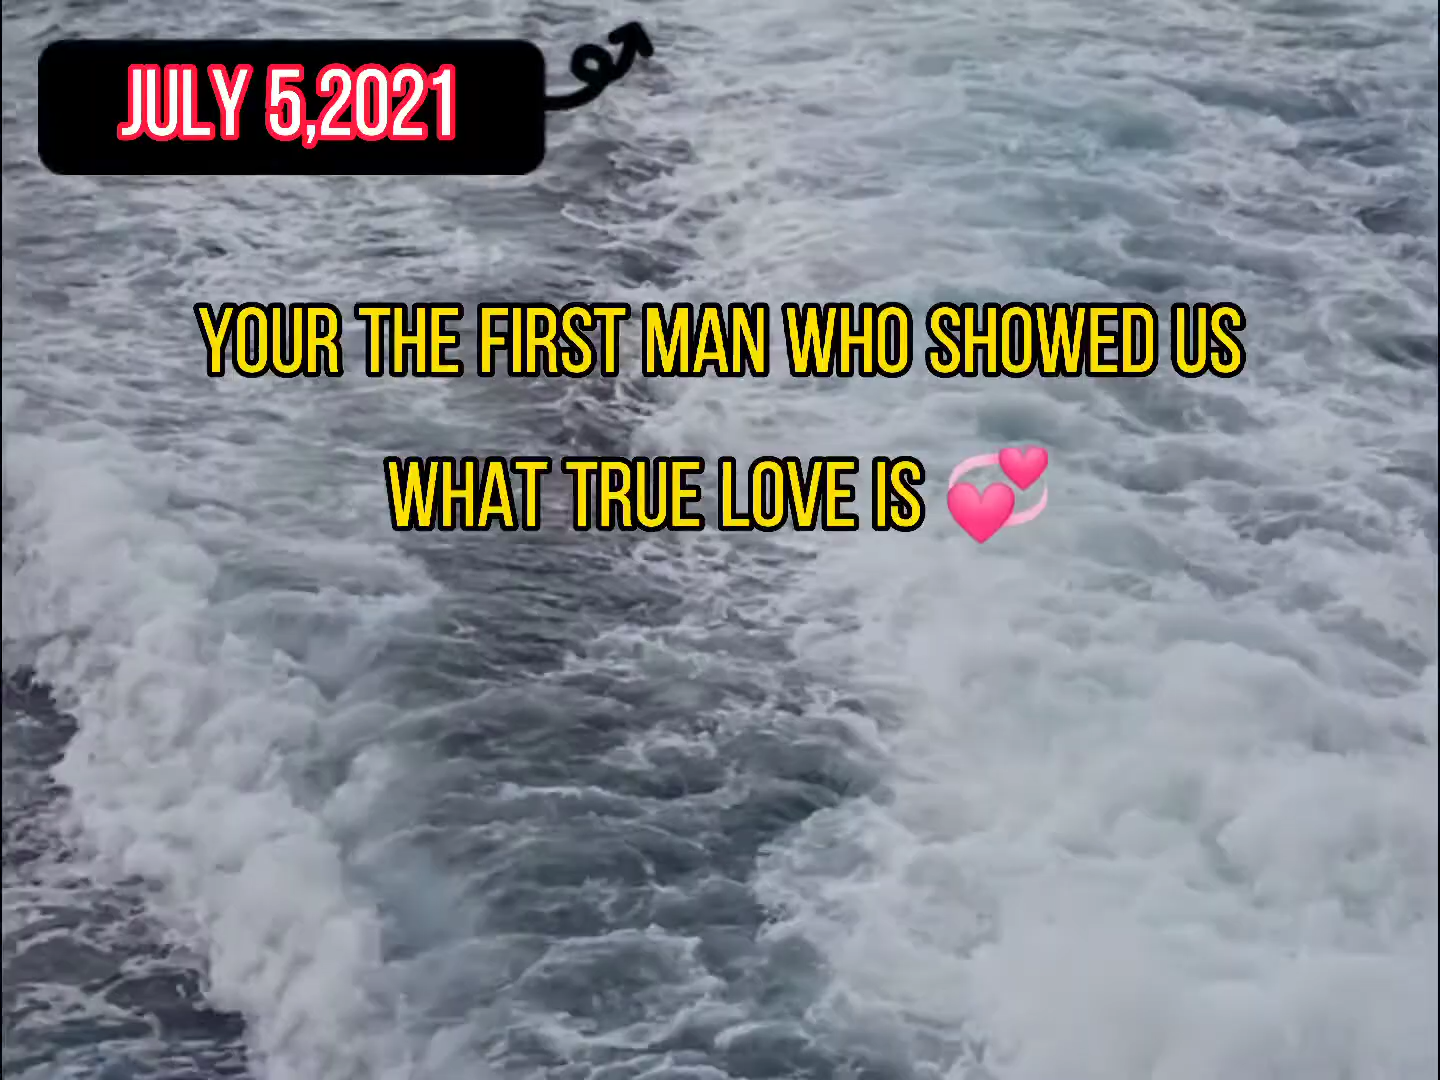 JULY 5,2021
YOUR THE FIRST MAN WHO SHOWED US
WHAT TRUE LOVE IS 💞